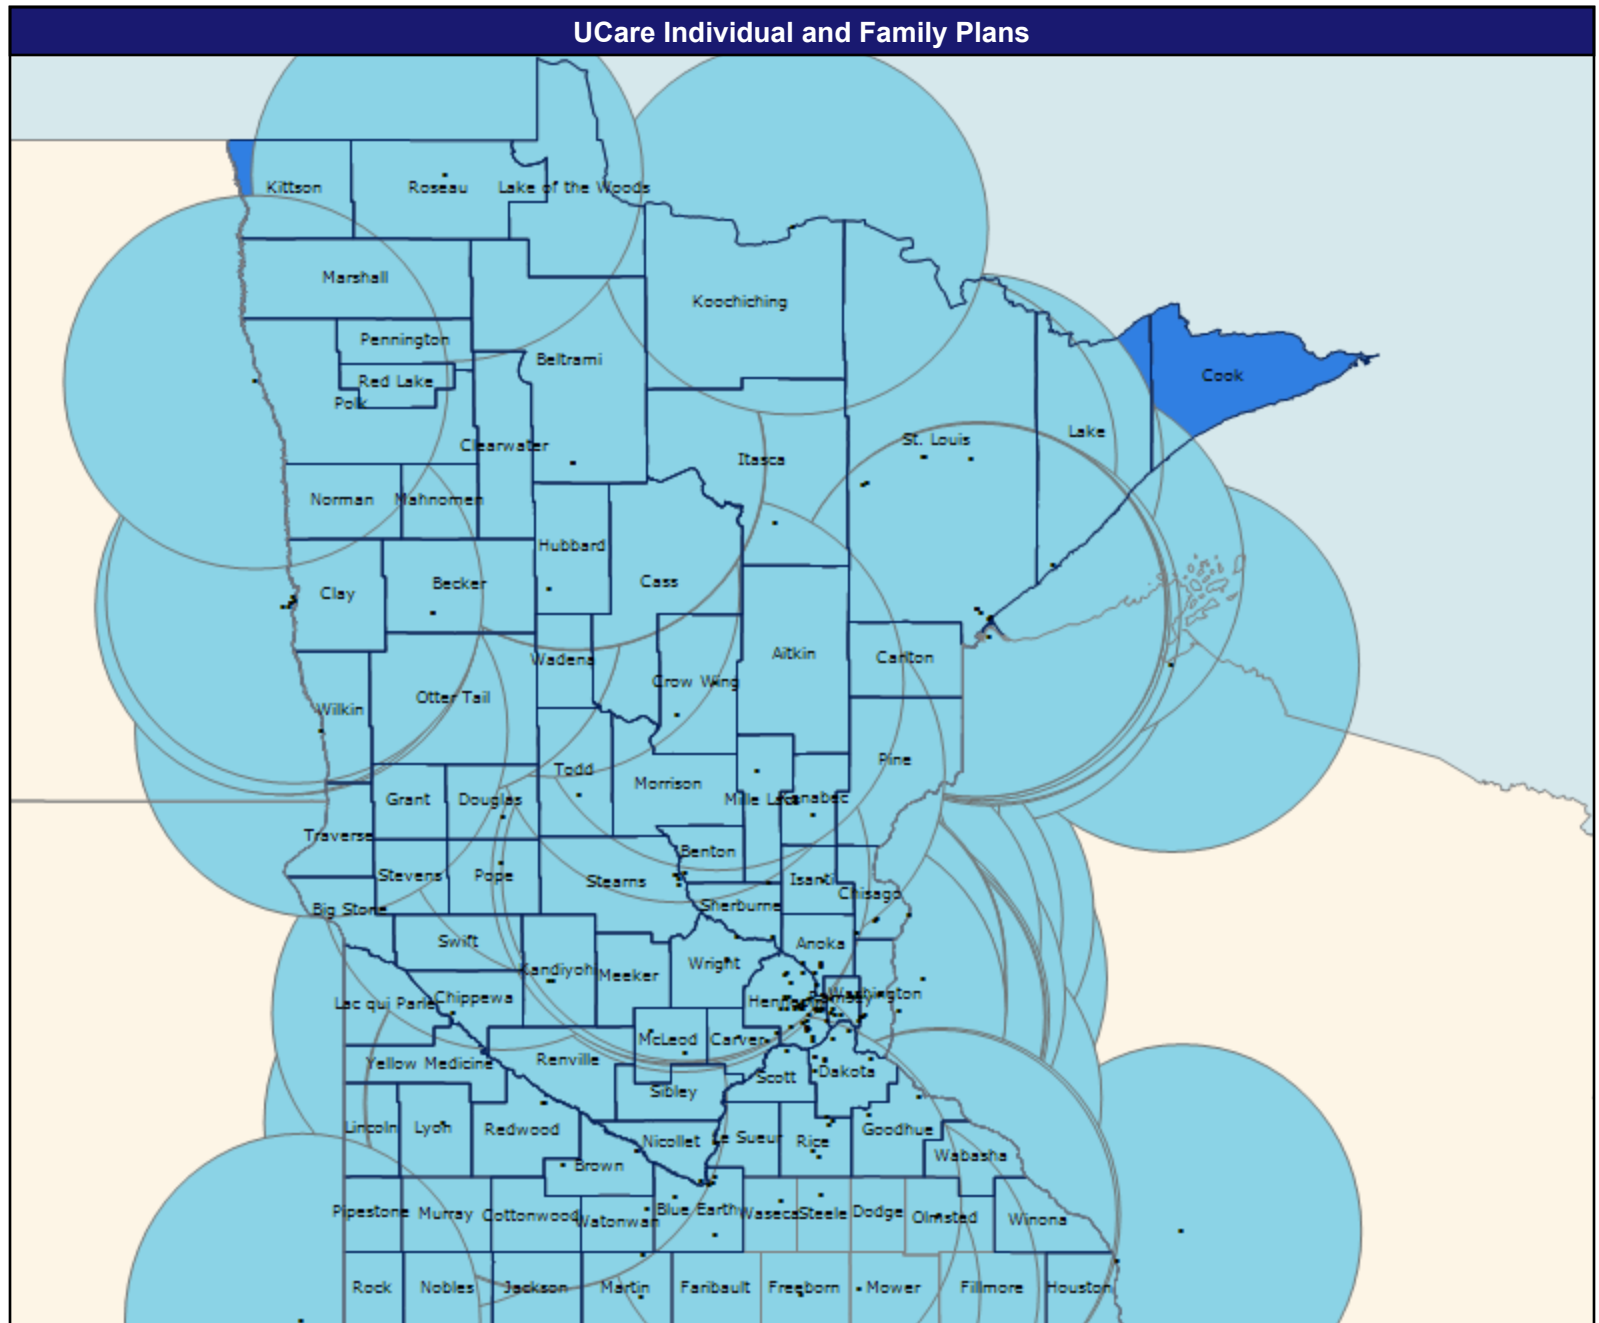 UCare Individual and Family Plans
Kittson
Roseau
Lake of the Woods
Marshall
Koochiching
Pennington
Beltrami
Red Lake
Polk
Cook
Clearwater
St. Louis
Lake
Itasca
Norman
Mahnomen
Hubbard
Clay
Becker
Cass
Wadena
Aitkin
Carlton
Crow Wing
Otter Tail
Wilkin
Todd
Morrison
Pine
Grant
Douglas
Mille Lacs
Kanabec
Traverse
Benton
Stevens
Pope
Stearns
Isanti
Chisago
Big Stone
Sherburne
Swift
Anoka
Kandiyohi
Meeker
Wright
Lac qui Parle
Chippewa
Hennepin
Ramsey
Washington
McLeod
Carver
Yellow Medicine
Renville
Scott
Dakota
Sibley
Lincoln
Lyon
Redwood
Nicollet
Le Sueur
Rice
Goodhue
Wabasha
Brown
Pipestone
Murray
Cottonwood
Watonwan
Blue Earth
Waseca
Steele
Dodge
Olmsted
Winona
Rock
Nobles
Jackson
Martin
Faribault
Freeborn
Mower
Fillmore
Houston